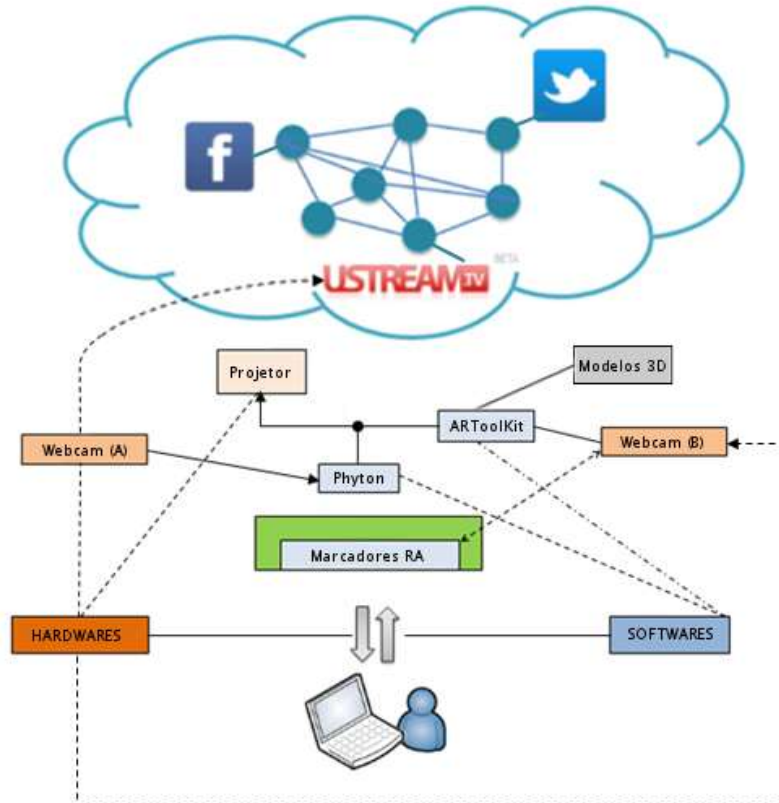 f
BETA
USTREAM TV
Projetor
Modelos 3D
ARToolKit
Webcam (A)
Webcam (B)
Phyton
Marcadores RA
HARDWARES
SOFTWARES